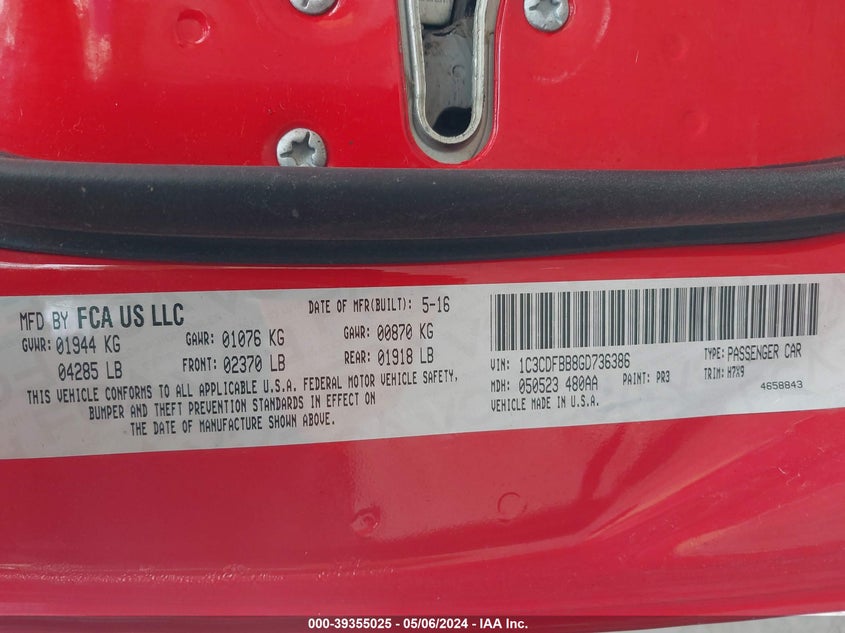 MFD BY FCA US LLC
DATE OF MFR(BUILT): 5-16
GVWR: 01944 KG
GAWR: 01076 KG
GAWR: 00870 KG
04285 LB
FRONT: 02370 LB
REAR: 01918 LB
THIS VEHICLE CONFORMS TO ALL APPLICABLE U.S.A. FEDERAL MOTOR VEHICLE SAFETY,
BUMPER AND THEFT PREVENTION STANDARDS IN EFFECT ON
THE DATE OF MANUFACTURE SHOWN ABOVE.
VIN: 1C3CDFBB8GD736386
TYPE: PASSENGER CAR
MDH: 050523 480AA
PAINT: PR3
TRIM: H7X9
VEHICLE MADE IN U.S.A.
4658843
000-39355025 - 05/06/2024 - IAA Inc.